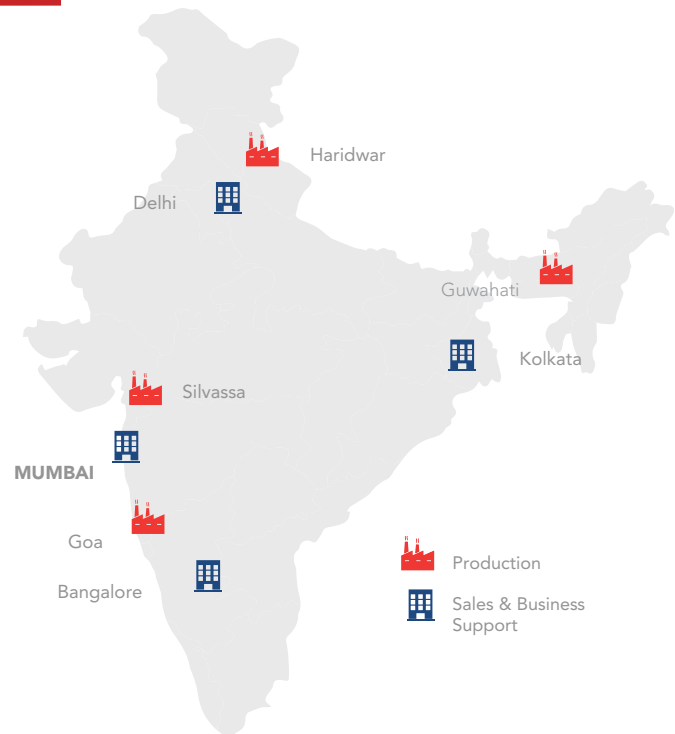 Haridwar
Delhi
Guwahati
Kolkata
Silvassa
MUMBAI
Goa
Bangalore
Production
Sales & Business
Support